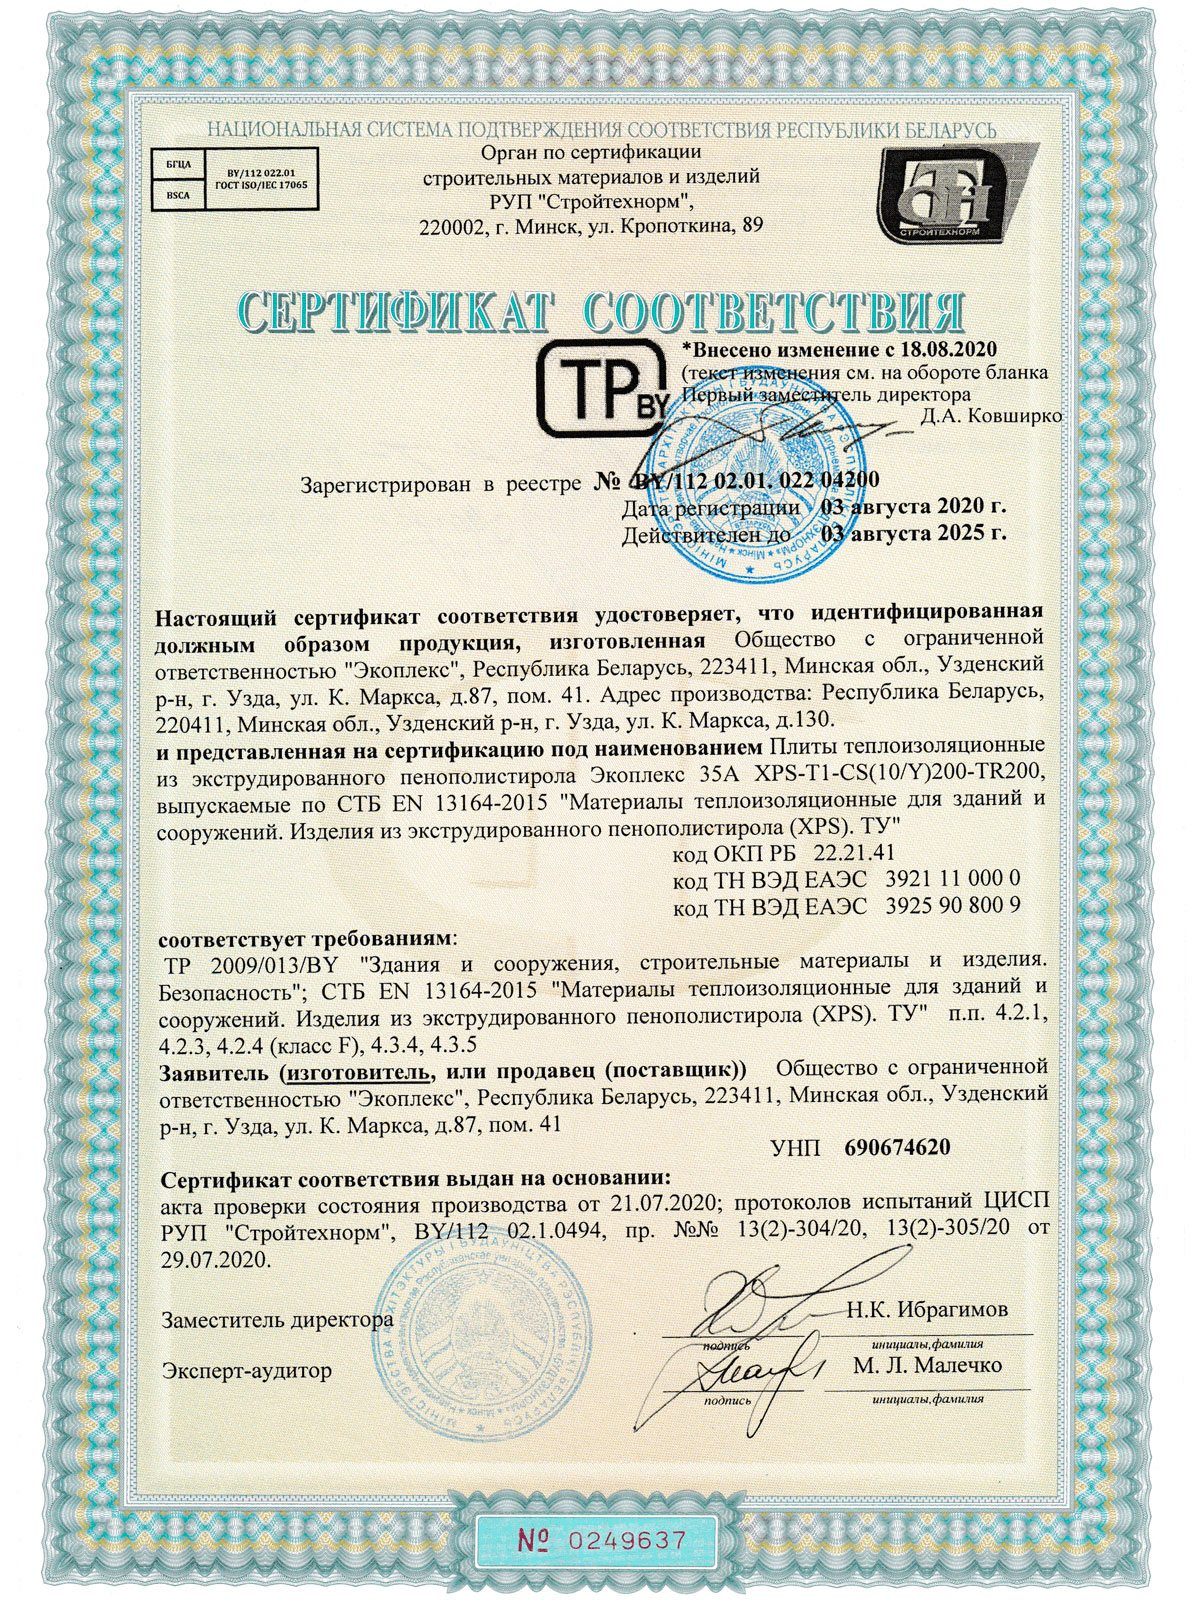 НАЦИОНАЛЬНАЯ СИСТЕМА ПОДТВЕРЖДЕНИЯ СООТВЕТСТВИЯ РЕСПУБЛИКИ БЕЛАРУСЬ
БГЦА
BSCA
BY/112 022.01
ГОСТ ISO/IEC 17065
Орган по сертификации
строительных материалов и изделий
РУП "Стройтехнорм",
220002, г. Минск, ул. Кропоткина, 89
СТРОЙТЕХНОРМ
СЕРТИФИКАТ СООТВЕТСТВИЯ
ТР BY
*Внесено изменение с 18.08.2020
(текст изменения см. на обороте бланка
Первый заместитель директора
Д.А. Ковширко
Зарегистрирован в реестре № BY/112 02.01. 022 04200
Дата регистрации 03 августа 2020 г.
Действителен до 03 августа 2025 г.
Настоящий сертификат соответствия удостоверяет, что идентифицированная
должным образом продукция, изготовленная Общество с ограниченной
ответственностью "Экоплекс", Республика Беларусь, 223411, Минская обл., Узденский
р-н, г. Узда, ул. К. Маркса, д.87, пом. 41. Адрес производства: Республика Беларусь,
220411, Минская обл., Узденский р-н, г. Узда, ул. К. Маркса, д.130.
и представленная на сертификацию под наименованием Плиты теплоизоляционные
из экструдированного пенополистирола Экоплекс 35А XPS-T1-CS(10/Y)200-TR200,
выпускаемые по СТБ EN 13164-2015 "Материалы теплоизоляционные для зданий и
сооружений. Изделия из экструдированного пенополистирола (XPS). ТУ"
код ОКП РБ 22.21.41
код ТН ВЭД ЕАЭС 3921 11 000 0
код ТН ВЭД ЕАЭС 3925 90 800 9
соответствует требованиям:
ТР 2009/013/BY "Здания и сооружения, строительные материалы и изделия.
Безопасность"; СТБ EN 13164-2015 "Материалы теплоизоляционные для зданий и
сооружений. Изделия из экструдированного пенополистирола (XPS). ТУ" п.п. 4.2.1,
4.2.3, 4.2.4 (класс F), 4.3.4, 4.3.5
Заявитель (изготовитель, или продавец (поставщик)) Общество с ограниченной
ответственностью "Экоплекс", Республика Беларусь, 223411, Минская обл., Узденский
р-н, г. Узда, ул. К. Маркса, д.87, пом. 41
УНП 690674620
Сертификат соответствия выдан на основании:
акта проверки состояния производства от 21.07.2020; протоколов испытаний ЦИСП
РУП "Стройтехнорм", BY/112 02.1.0494, пр. №№ 13(2)-304/20, 13(2)-305/20 от
29.07.2020.
Заместитель директора
Н.К. Ибрагимов
подпись
инициалы,фамилия
Эксперт-аудитор
М. Л. Малечко
подпись
инициалы,фамилия
№ 0249637